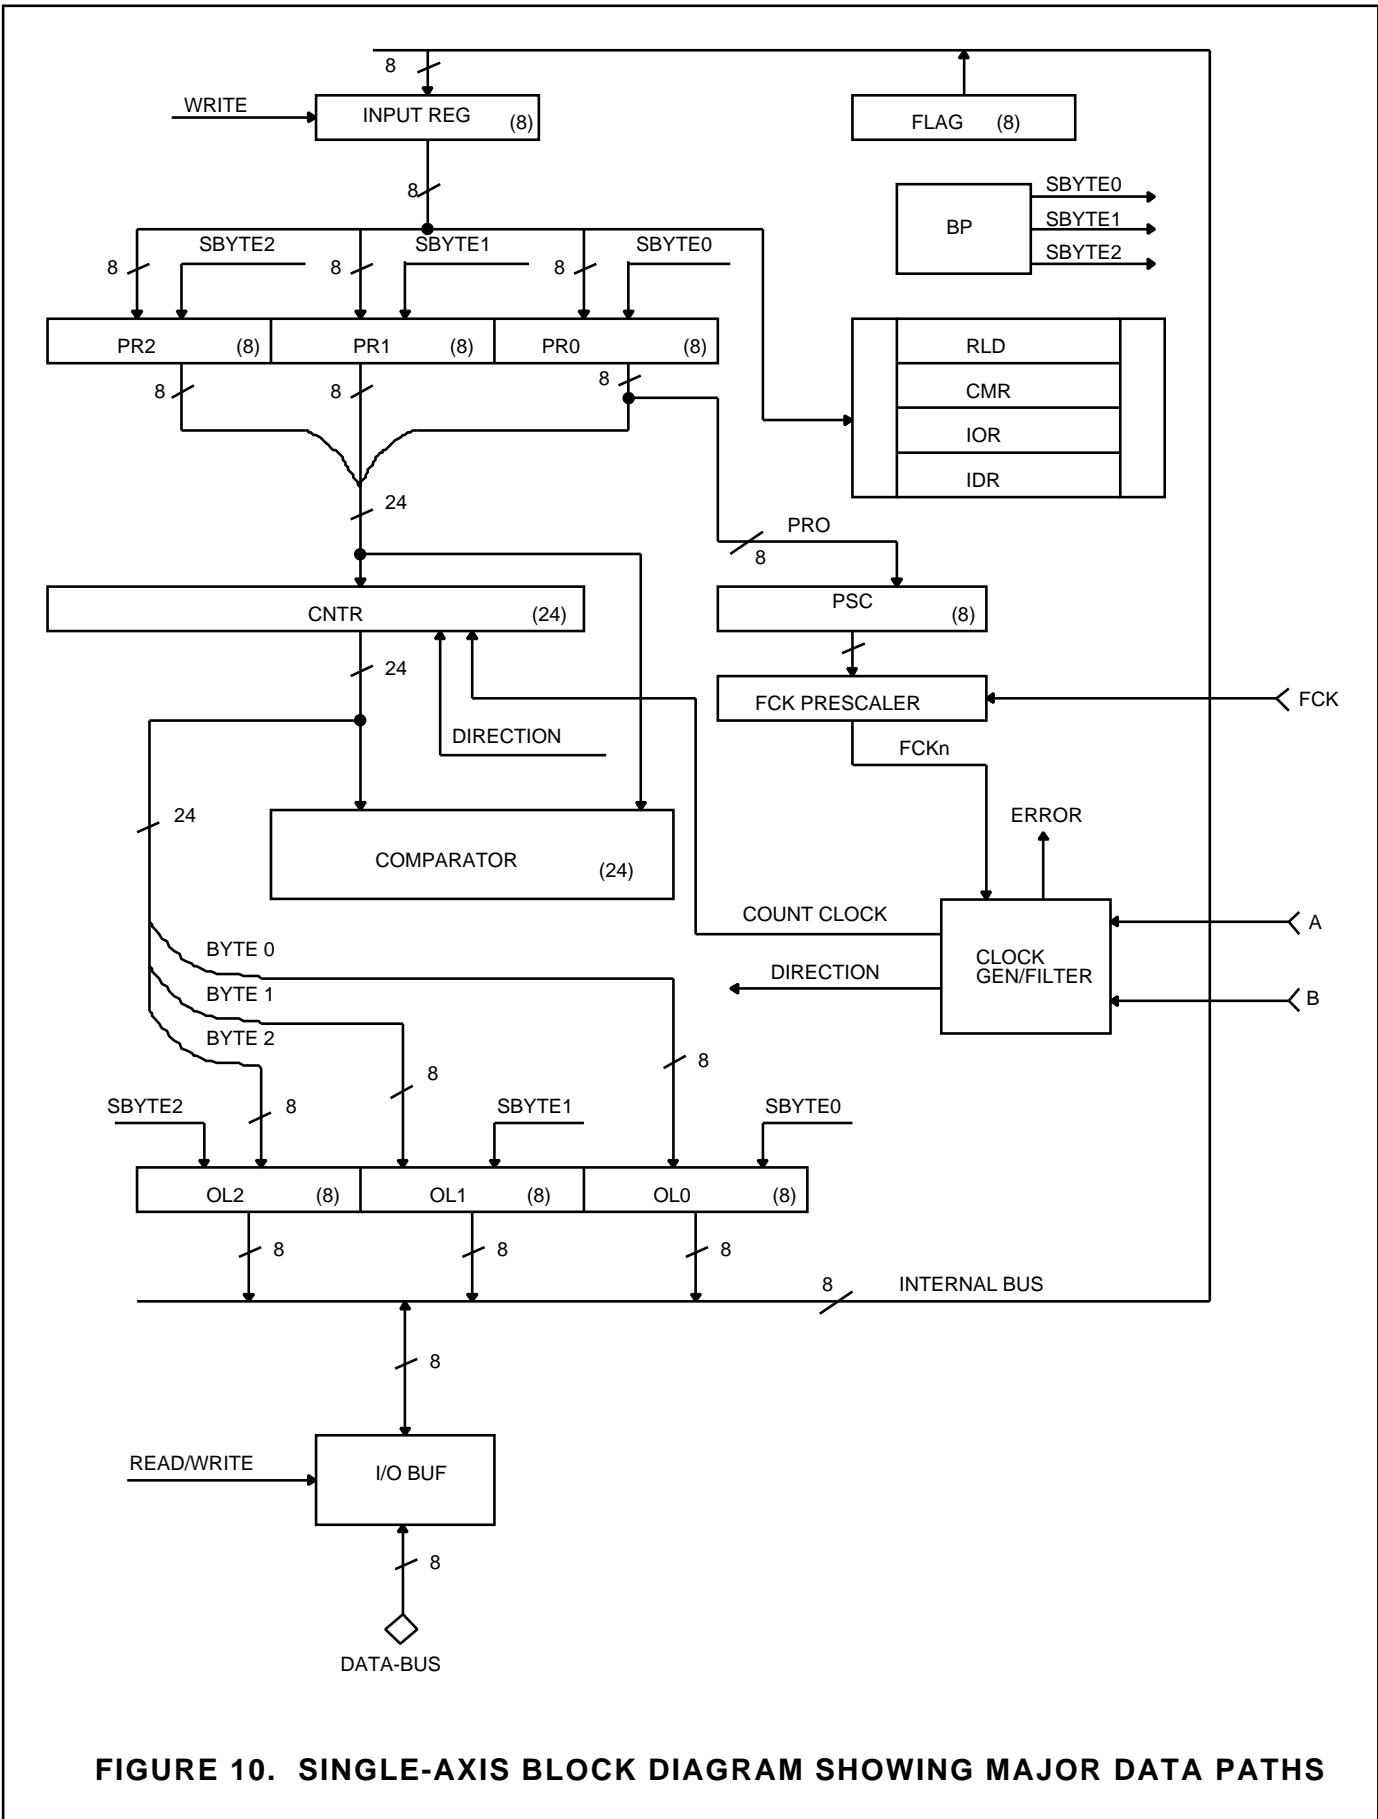 8
WRITE
INPUT REG (8)
FLAG (8)
8
SBYTE0
BP
SBYTE1
SBYTE2
SBYTE2
SBYTE1
SBYTE0
8
8
8
PR2 (8)
PR1 (8)
PR0 (8)
RLD
CMR
IOR
IDR
8
8
8
24
PRO
8
CNTR (24)
PSC (8)
24
FCK PRESCALER
FCK
DIRECTION
FCKn
24
ERROR
COMPARATOR (24)
COUNT CLOCK
A
CLOCK
GEN/FILTER
DIRECTION
B
BYTE 0
BYTE 1
BYTE 2
8
8
8
SBYTE2
SBYTE1
SBYTE0
OL2 (8)
OL1 (8)
OL0 (8)
8
8
8
8
INTERNAL BUS
8
READ/WRITE
I/O BUF
8
DATA-BUS
FIGURE 10. SINGLE-AXIS BLOCK DIAGRAM SHOWING MAJOR DATA PATHS